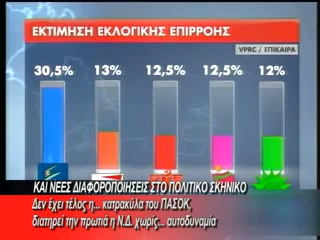 ΕΚΤΙΜΗΣΗ ΕΚΛΟΓΙΚΗΣ ΕΠΙΡΡΟΗΣ
VPRC / ΕΠΙΚΑΙΡΑ
30,5% 13% 12,5% 12,5% 12%
ΚΑΙ ΝΕΕΣ ΔΙΑΦΟΡΟΠΟΙΗΣΕΙΣ ΣΤΟ ΠΟΛΙΤΙΚΟ ΣΚΗΝΙΚΟ
Δεν έχει τέλος η... κατρακύλα του ΠΑΣΟΚ,
διατηρεί την πρωτιά η Ν.Δ. χωρίς... αυτοδυναμία